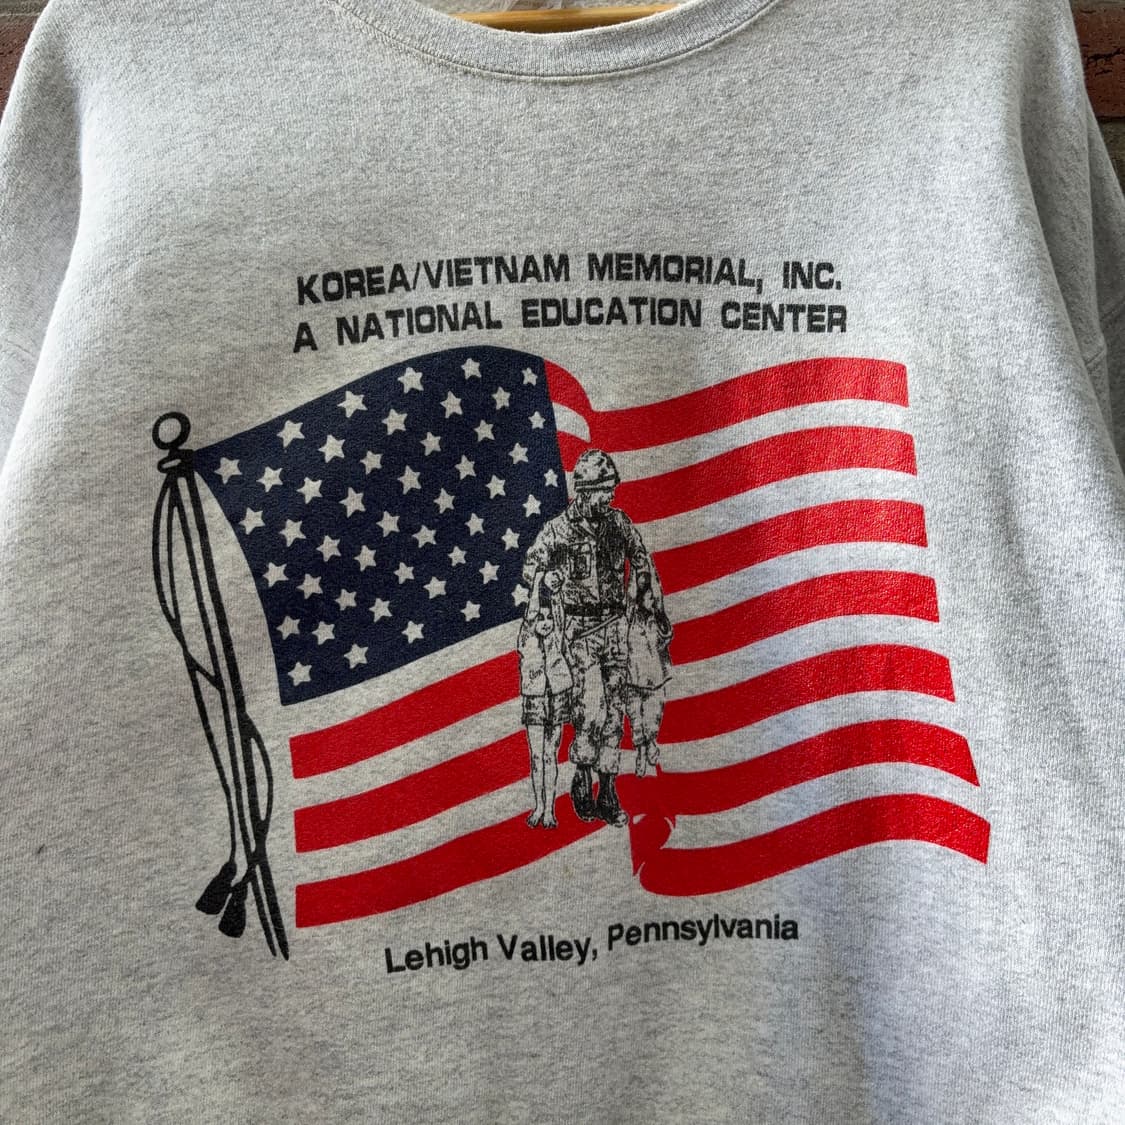 KOREA/VIETNAM MEMORIAL, INC.
A NATIONAL EDUCATION CENTER
Lehigh Valley, Pennsylvania